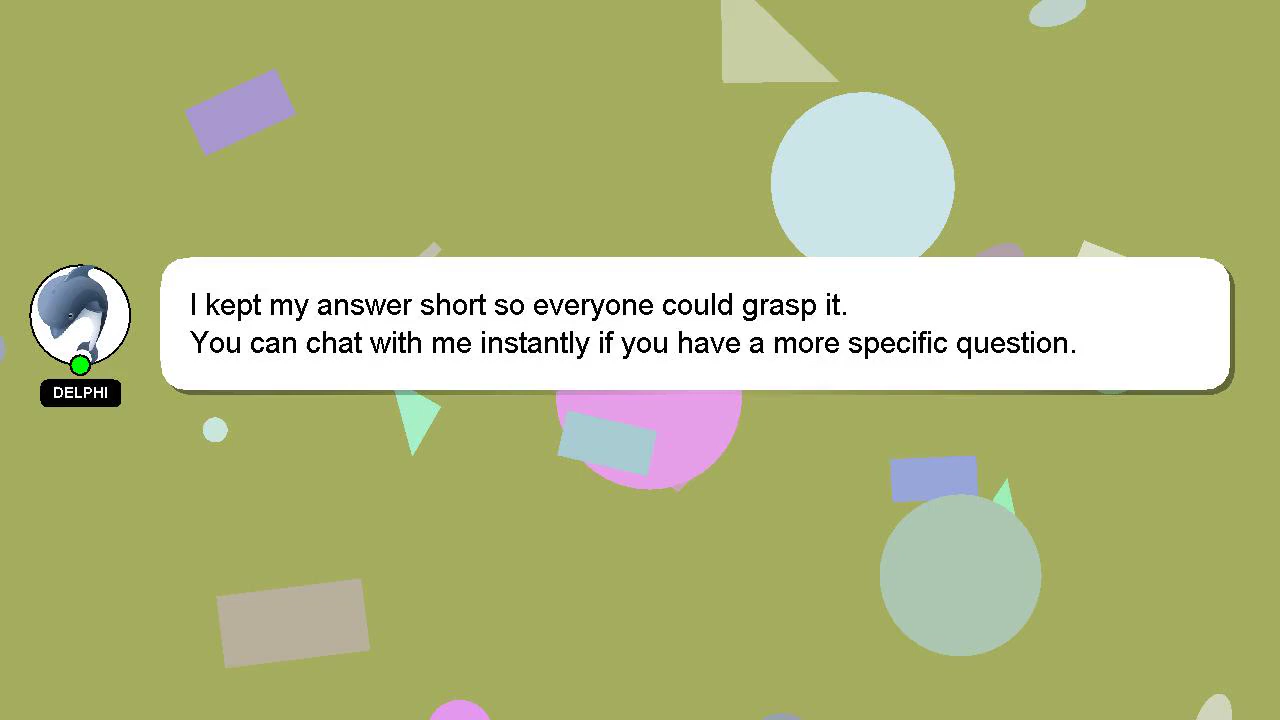 I kept my answer short so everyone could grasp it.
You can chat with me instantly if you have a more specific question.
DELPHI